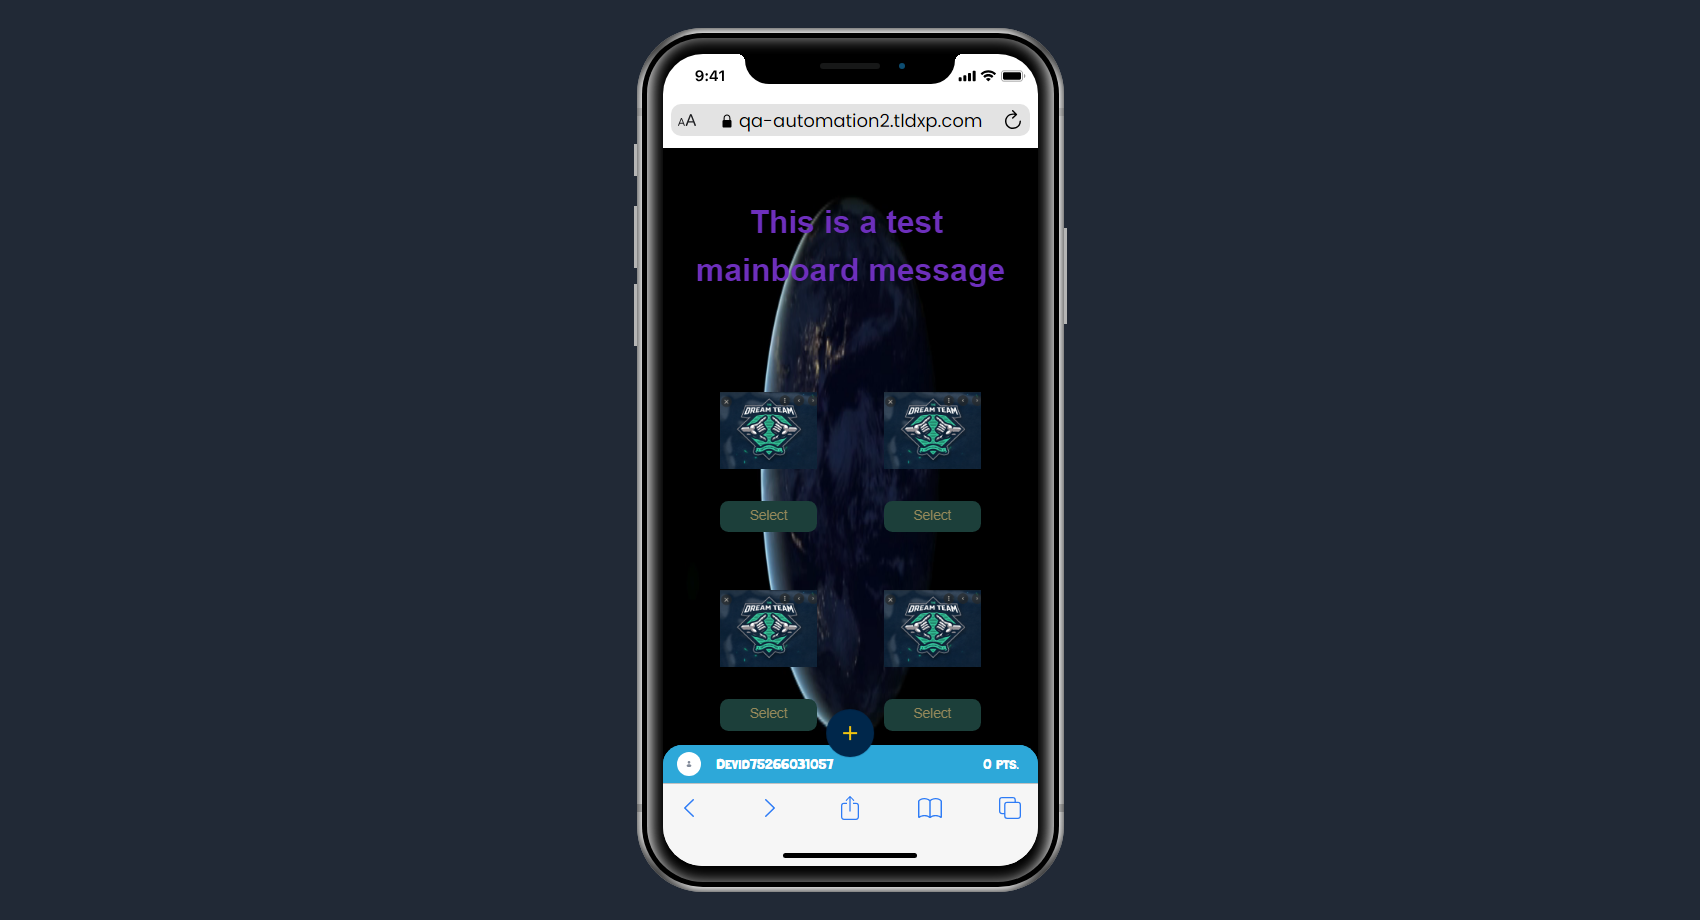 9:41
AA qa-automation2.tldxp.com
This is a test
mainboard message
DREAM TEAM DREAM TEAM
Select Select
DREAM TEAM DREAM TEAM
Select Select
+
Devid75266031057 0 PTS.